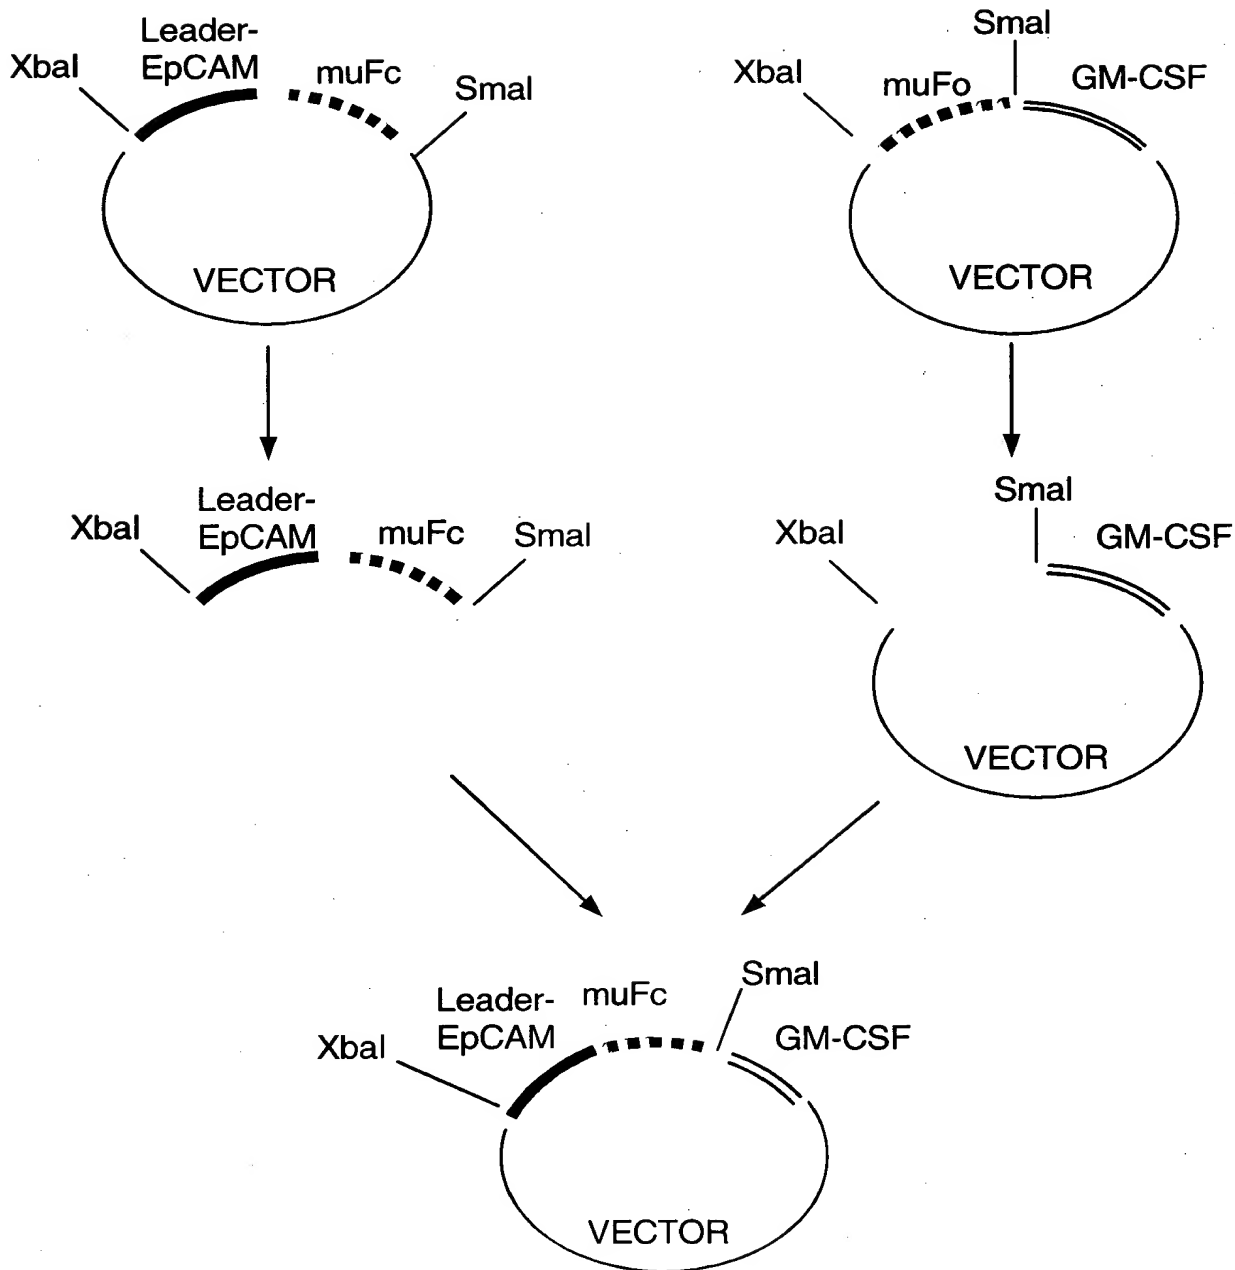 Leader-
EpCAM
XbaI
muFc
SmaI
VECTOR
SmaI
XbaI
muFo
GM-CSF
VECTOR
Leader-
EpCAM
XbaI
muFc
SmaI
SmaI
XbaI
GM-CSF
VECTOR
Leader-
EpCAM
muFc
SmaI
XbaI
GM-CSF
VECTOR